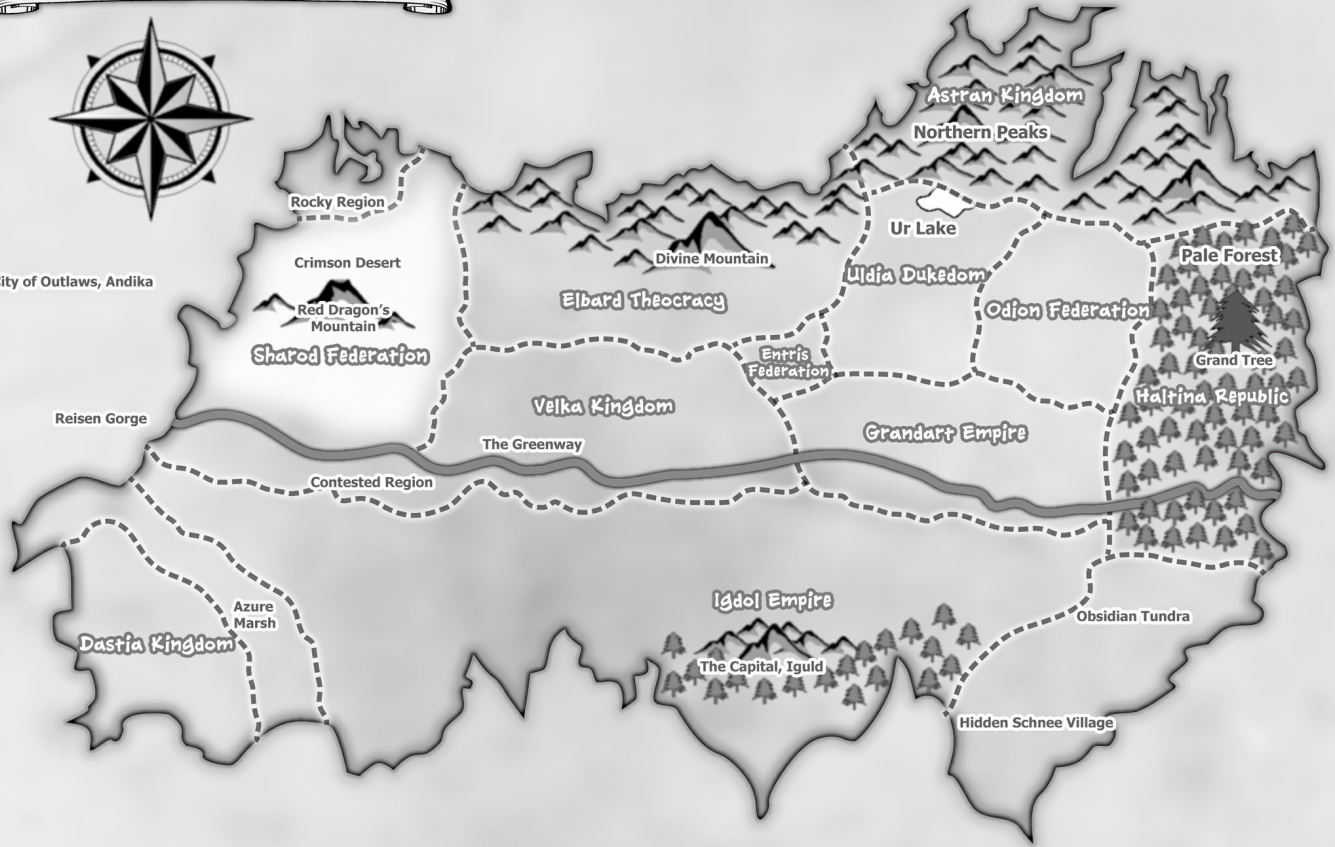 Astran Kingdom
Northern Peaks
Rocky Region
Ur Lake
Crimson Desert
Divine Mountain
Pale Forest
City of Outlaws, Andika
Uldia Dukedom
Elbard Theocracy
Odion Federation
Red Dragon's
Mountain
Sharod Federation
Entris
Federation
Grand Tree
Haltina Republic
Velka Kingdom
Reisen Gorge
Grandart Empire
The Greenway
Contested Region
Igdol Empire
Azure
Marsh
Obsidian Tundra
Dastia Kingdom
The Capital, Iguld
Hidden Schnee Village